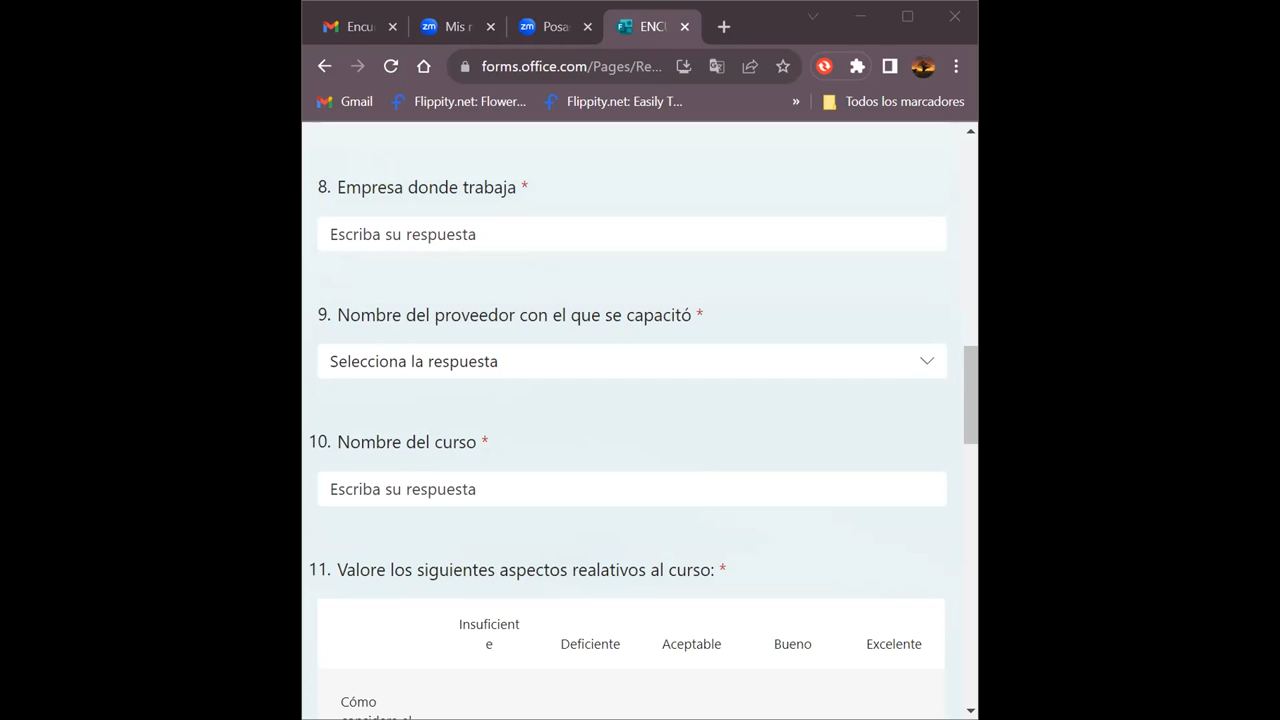 Encu
Mis r
Posa
ENCU
forms.office.com/Pages/Re...
Gmail
Flippity.net: Flower...
Flippity.net: Easily T...
»
Todos los marcadores
8. Empresa donde trabaja *
Escriba su respuesta
9. Nombre del proveedor con el que se capacitó *
Selecciona la respuesta
10. Nombre del curso *
Escriba su respuesta
11. Valore los siguientes aspectos realativos al curso: *
Insuficient
e
Deficiente
Aceptable
Bueno
Excelente
Cómo